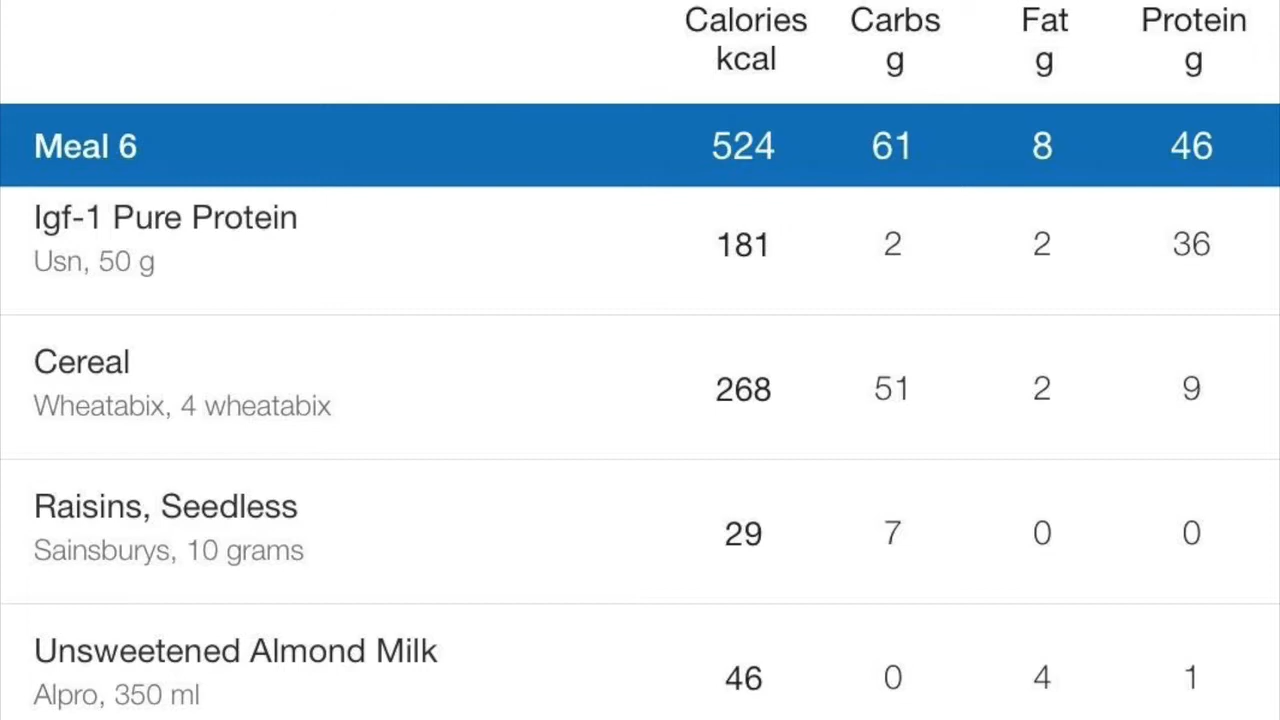 Calories Carbs Fat Protein
kcal g g g
Meal 6 524 61 8 46
Igf-1 Pure Protein
Usn, 50 g
181 2 2 36
Cereal
Wheatabix, 4 wheatabix
268 51 2 9
Raisins, Seedless
Sainsburys, 10 grams
29 7 0 0
Unsweetened Almond Milk
Alpro, 350 ml
46 0 4 1